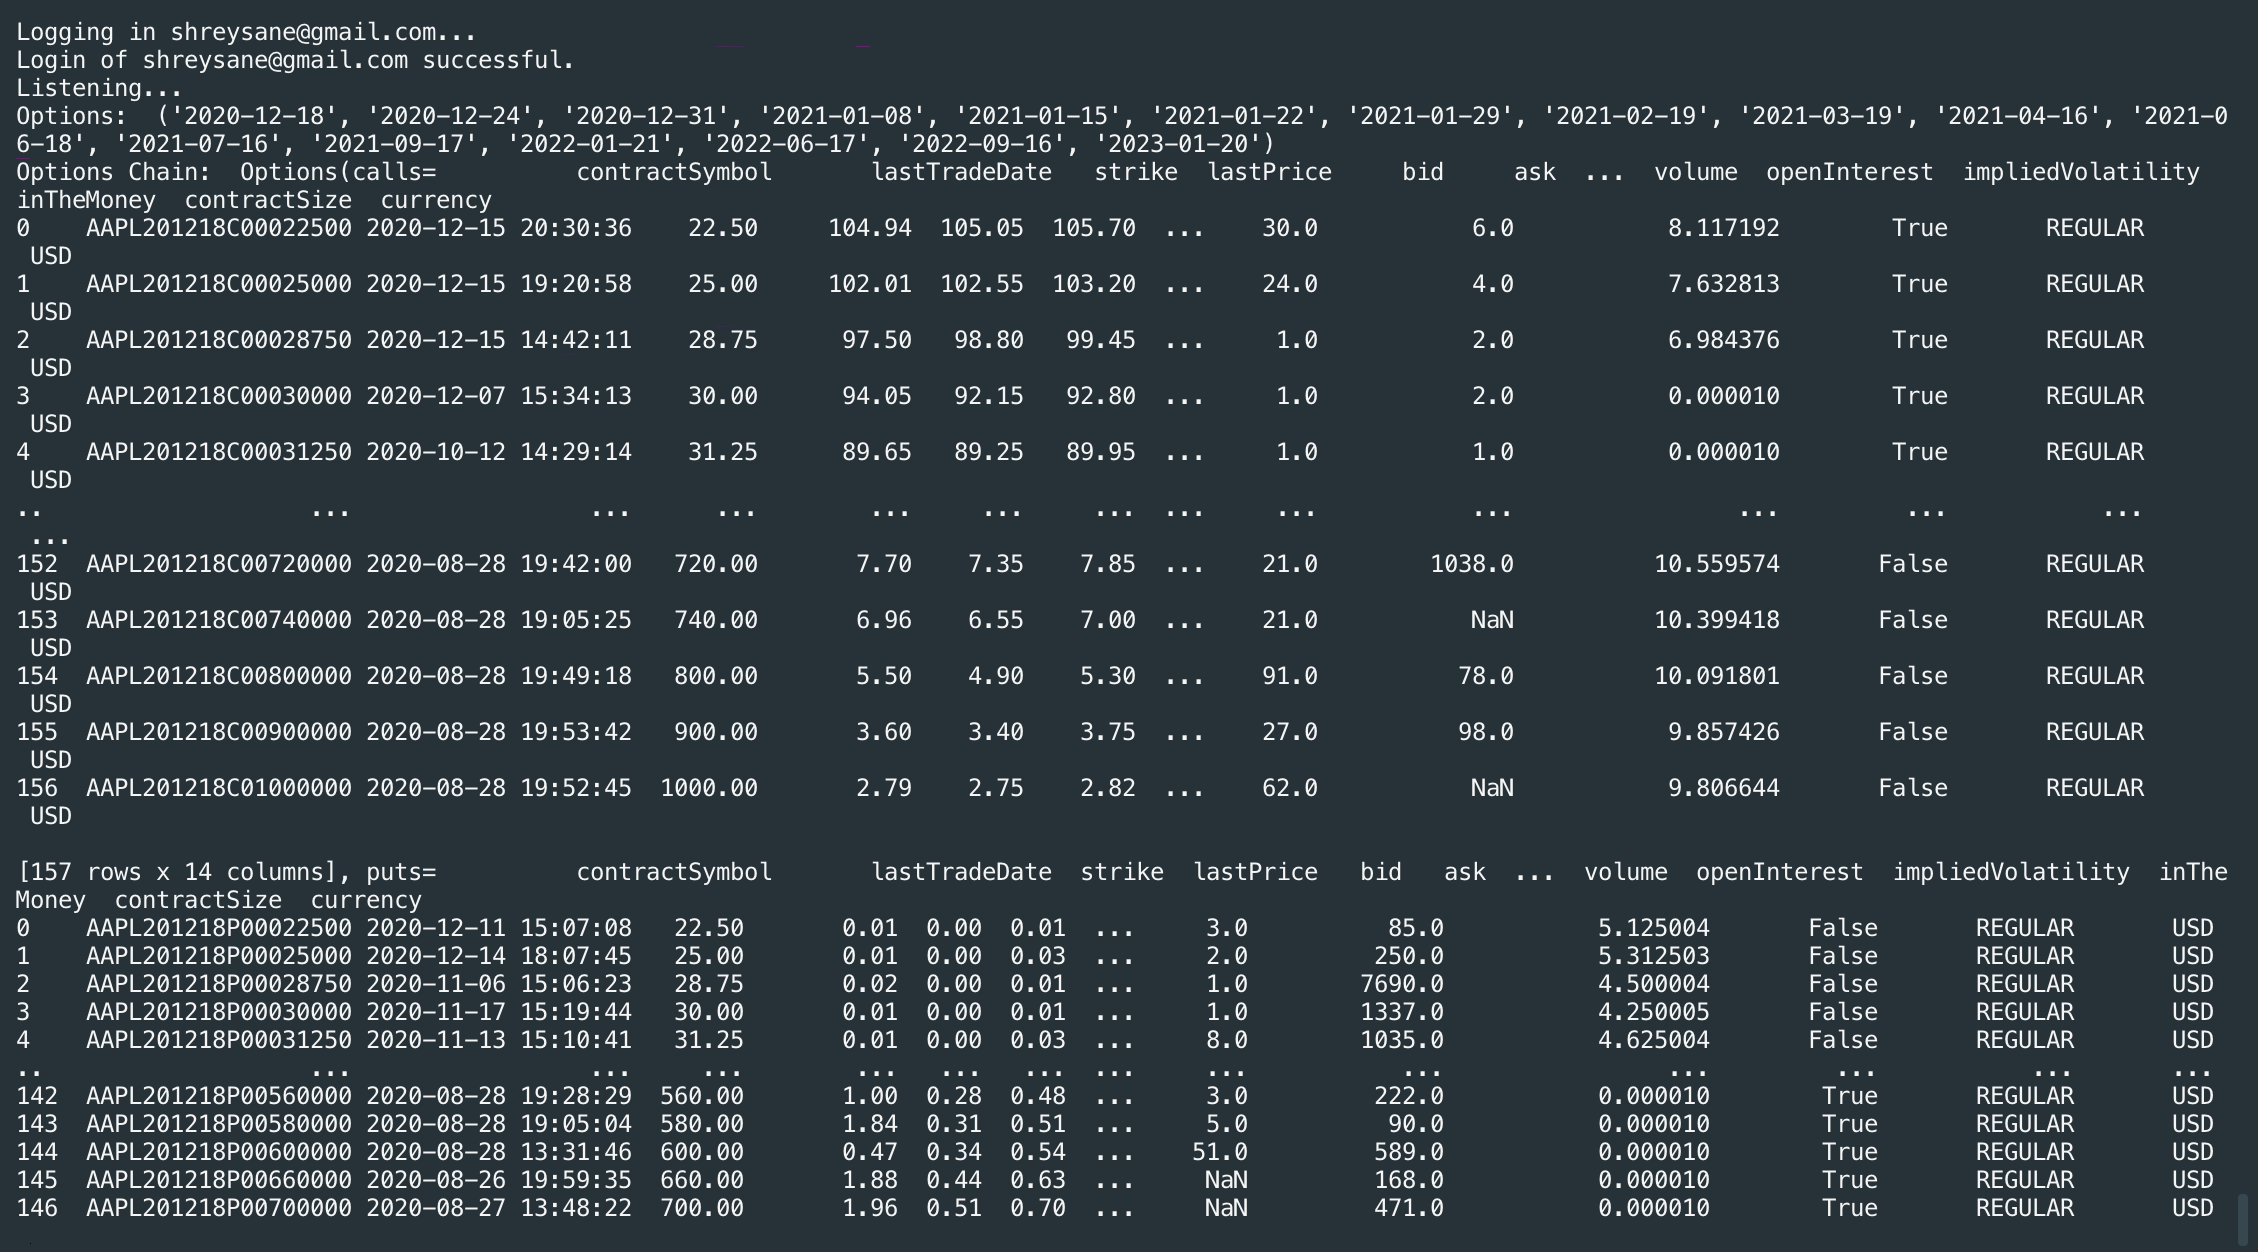 Logging in shreysane@gmail.com...
Login of shreysane@gmail.com successful.
Listening...
Options:  ('2020-12-18', '2020-12-24', '2020-12-31', '2021-01-08', '2021-01-15', '2021-01-22', '2021-01-29', '2021-02-19', '2021-03-19', '2021-04-16', '2021-0
6-18', '2021-07-16', '2021-09-17', '2022-01-21', '2022-06-17', '2022-09-16', '2023-01-20')
Options Chain:  Options(calls=          contractSymbol       lastTradeDate   strike  lastPrice     bid     ask  ...  volume  openInterest  impliedVolatility
inTheMoney  contractSize  currency
0    AAPL201218C00022500 2020-12-15 20:30:36    22.50     104.94  105.05  105.70  ...    30.0           6.0           8.117192        True       REGULAR
 USD
1    AAPL201218C00025000 2020-12-15 19:20:58    25.00     102.01  102.55  103.20  ...    24.0           4.0           7.632813        True       REGULAR
 USD
2    AAPL201218C00028750 2020-12-15 14:42:11    28.75      97.50   98.80   99.45  ...     1.0           2.0           6.984376        True       REGULAR
 USD
3    AAPL201218C00030000 2020-12-07 15:34:13    30.00      94.05   92.15   92.80  ...     1.0           2.0           0.000010        True       REGULAR
 USD
4    AAPL201218C00031250 2020-10-12 14:29:14    31.25      89.65   89.25   89.95  ...     1.0           1.0           0.000010        True       REGULAR
 USD
..                   ...                 ...      ...        ...     ...     ...  ...     ...           ...                ...         ...           ...
 ...
152  AAPL201218C00720000 2020-08-28 19:42:00   720.00       7.70    7.35    7.85  ...    21.0        1038.0          10.559574       False       REGULAR
 USD
153  AAPL201218C00740000 2020-08-28 19:05:25   740.00       6.96    6.55    7.00  ...    21.0           NaN          10.399418       False       REGULAR
 USD
154  AAPL201218C00800000 2020-08-28 19:49:18   800.00       5.50    4.90    5.30  ...    91.0          78.0          10.091801       False       REGULAR
 USD
155  AAPL201218C00900000 2020-08-28 19:53:42   900.00       3.60    3.40    3.75  ...    27.0          98.0           9.857426       False       REGULAR
 USD
156  AAPL201218C01000000 2020-08-28 19:52:45  1000.00       2.79    2.75    2.82  ...    62.0           NaN           9.806644       False       REGULAR
 USD
[157 rows x 14 columns], puts=          contractSymbol       lastTradeDate  strike  lastPrice   bid   ask  ...  volume  openInterest  impliedVolatility  inThe
Money  contractSize  currency
0    AAPL201218P00022500 2020-12-11 15:07:08   22.50       0.01  0.00  0.01  ...     3.0          85.0           5.125004       False       REGULAR       USD
1    AAPL201218P00025000 2020-12-14 18:07:45   25.00       0.01  0.00  0.03  ...     2.0         250.0           5.312503       False       REGULAR       USD
2    AAPL201218P00028750 2020-11-06 15:06:23   28.75       0.02  0.00  0.01  ...     1.0        7690.0           4.500004       False       REGULAR       USD
3    AAPL201218P00030000 2020-11-17 15:19:44   30.00       0.01  0.00  0.01  ...     1.0        1337.0           4.250005       False       REGULAR       USD
4    AAPL201218P00031250 2020-11-13 15:10:41   31.25       0.01  0.00  0.03  ...     8.0        1035.0           4.625004       False       REGULAR       USD
..                   ...                 ...     ...        ...   ...   ...  ...     ...           ...                ...         ...           ...       ...
142  AAPL201218P00560000 2020-08-28 19:28:29  560.00       1.00  0.28  0.48  ...     3.0         222.0           0.000010        True       REGULAR       USD
143  AAPL201218P00580000 2020-08-28 19:05:04  580.00       1.84  0.31  0.51  ...     5.0          90.0           0.000010        True       REGULAR       USD
144  AAPL201218P00600000 2020-08-28 13:31:46  600.00       0.47  0.34  0.54  ...    51.0         589.0           0.000010        True       REGULAR       USD
145  AAPL201218P00660000 2020-08-26 19:59:35  660.00       1.88  0.44  0.63  ...     NaN         168.0           0.000010        True       REGULAR       USD
146  AAPL201218P00700000 2020-08-27 13:48:22  700.00       1.96  0.51  0.70  ...     NaN         471.0           0.000010        True       REGULAR       USD